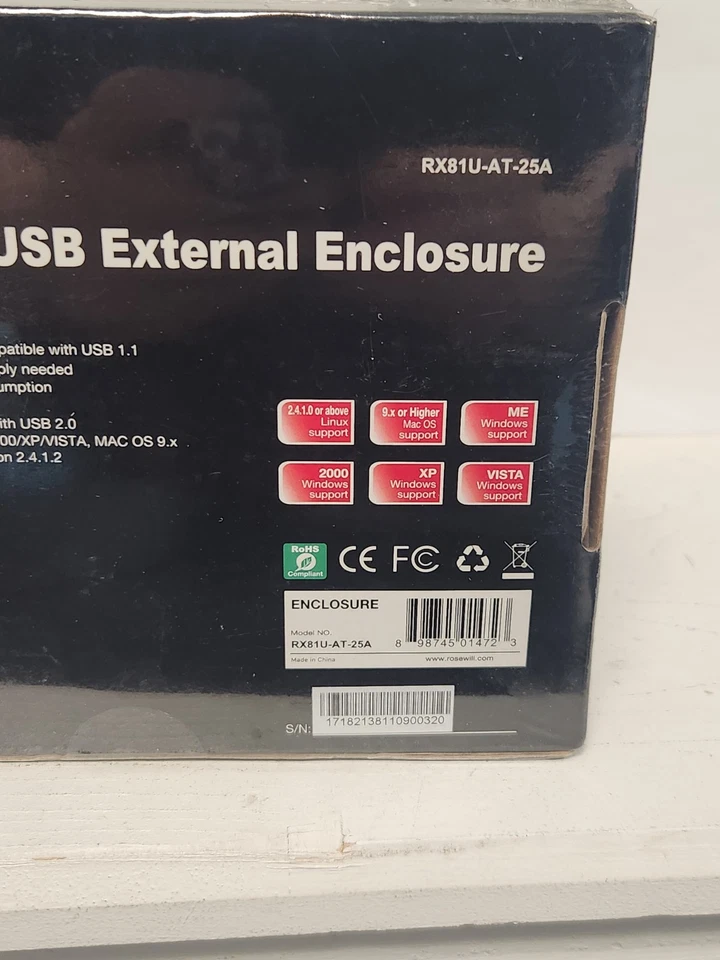 RX81U-AT-25A
USB External Enclosure
patible with USB 1.1
ply needed
umption
ith USB 2.0
00/XP/VISTA, MAC OS 9.x
on 2.4.1.2
2.4.1.0 or above
Linux
support
9.x or Higher
Mac OS
support
ME
Windows
support
2000
Windows
support
XP
Windows
support
VISTA
Windows
support
RoHS
Compliant
CE FC
ENCLOSURE
Model NO.
RX81U-AT-25A
Made in China
8 98745 01472 3
www.rosewill.com
S/N:
17182138110900320